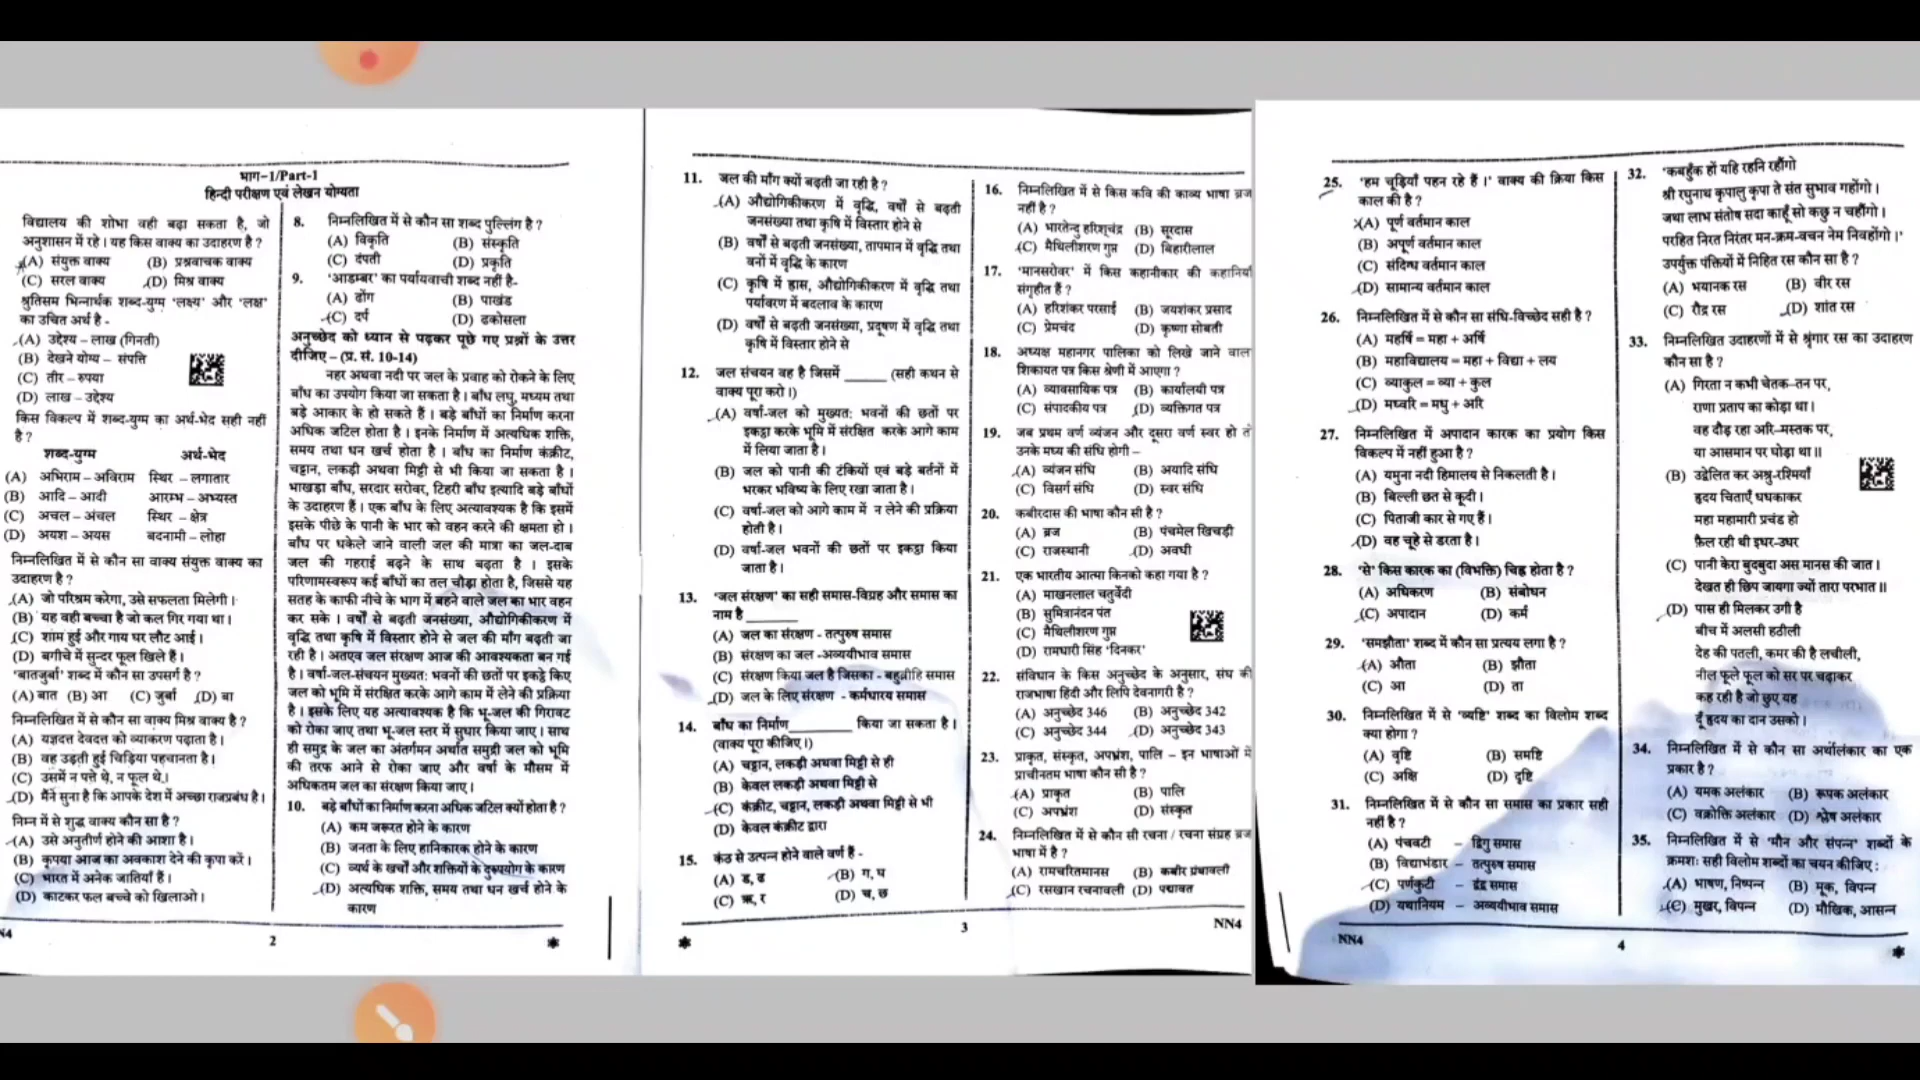 भाग-1/Part-1
हिन्दी परीक्षण एवं लेखन योग्यता
विद्यालय की शोभा वही बढ़ा सकता है, जो
अनुशासन में रहे। यह किस वाक्य का उदाहरण है ?
(A) संयुक्त वाक्य (B) प्रश्नवाचक वाक्य
(C) सरल वाक्य (D) मिश्र वाक्य
श्रुतिसम भिन्नार्थक शब्द-युग्म 'लक्ष्य' और 'लक्ष'
का उचित अर्थ है -
(A) उद्देश्य – लाख (गिनती)
(B) देखने योग्य – संपत्ति
(C) तीर – रुपया
(D) लाख – उद्देश्य
किस विकल्प में शब्द-युग्म का अर्थ-भेद सही नहीं
है ?
शब्द-युग्म अर्थ-भेद
(A) अभिराम – अविराम स्थिर – लगातार
(B) आदि – आदी आरम्भ – अभ्यस्त
(C) अचल – अंचल स्थिर – क्षेत्र
(D) अयश – अयस बदनामी – लोहा
निम्नलिखित में से कौन सा वाक्य संयुक्त वाक्य का
उदाहरण है ?
(A) जो परिश्रम करेगा, उसे सफलता मिलेगी।
(B) यह वही बच्चा है जो कल गिर गया था।
(C) शाम हुई और गाय घर लौट आई।
(D) बगीचे में सुन्दर फूल खिले हैं।
'बातजुर्बा' शब्द में कौन सा उपसर्ग है ?
(A) बात (B) आ (C) जुर्बा (D) बा
निम्नलिखित में से कौन सा वाक्य मिश्र वाक्य है ?
(A) यज्ञदत्त देवदत्त को व्याकरण पढ़ाता है।
(B) वह उड़ती हुई चिड़िया पहचानता है।
(C) उसमें न पत्ते थे, न फूल थे।
(D) मैंने सुना है कि आपके देश में अच्छा राजप्रबंध है।
निम्न में से शुद्ध वाक्य कौन सा है ?
(A) उसे अनुतीर्ण होने की आशा है।
(B) कृपया आज का अवकाश देने की कृपा करें।
(C) भारत में अनेक जातियाँ हैं।
(D) काटकर फल बच्चे को खिलाओ।
8. निम्नलिखित में से कौन सा शब्द पुल्लिंग है ?
(A) विकृति (B) संस्कृति
(C) दंपती (D) प्रकृति
9. 'आडम्बर' का पर्यायवाची शब्द नहीं है-
(A) ढोंग (B) पाखंड
(C) दर्प (D) ढकोसला
अनुच्छेद को ध्यान से पढ़कर पूछे गए प्रश्नों के उत्तर
दीजिए – (प्र. सं. 10-14)
नहर अथवा नदी पर जल के प्रवाह को रोकने के लिए
बाँध का उपयोग किया जा सकता है। बाँध लघु, मध्यम तथा
बड़े आकार के हो सकते हैं। बड़े बाँधों का निर्माण करना
अधिक जटिल होता है। इनके निर्माण में अत्यधिक शक्ति,
समय तथा धन खर्च होता है। बाँध का निर्माण कंक्रीट,
चट्टान, लकड़ी अथवा मिट्टी से भी किया जा सकता है।
भाखड़ा बाँध, सरदार सरोवर, टिहरी बाँध इत्यादि बड़े बाँधों
के उदाहरण हैं। एक बाँध के लिए अत्यावश्यक है कि इसमें
इसके पीछे के पानी के भार को वहन करने की क्षमता हो।
बाँध पर धकेले जाने वाली जल की मात्रा का जल-दाब
जल की गहराई बढ़ने के साथ बढ़ता है। इसके
परिणामस्वरूप कई बाँधों का तल चौड़ा होता है, जिससे यह
सतह के काफी नीचे के भाग में बहने वाले जल का भार वहन
कर सके। वर्षों से बढ़ती जनसंख्या, औद्योगिकीकरण में
वृद्धि तथा कृषि में विस्तार होने से जल की माँग बढ़ती जा
रही है। अतएव जल संरक्षण आज की आवश्यकता बन गई
है। वर्षा-जल-संचयन मुख्यत: भवनों की छतों पर इकट्ठे किए
जल को भूमि में संरक्षित करके आगे काम में लेने की प्रक्रिया
है। इसके लिए यह अत्यावश्यक है कि भू-जल की गिरावट
को रोका जाए तथा भू-जल स्तर में सुधार किया जाए। साथ
ही समुद्र के जल का अंतर्गमन अर्थात समुद्री जल को भूमि
की तरफ आने से रोका जाए और वर्षा के मौसम में
अधिकतम जल का संरक्षण किया जाए।
10. बड़े बाँधों का निर्माण करना अधिक जटिल क्यों होता है ?
(A) कम जरूरत होने के कारण
(B) जनता के लिए हानिकारक होने के कारण
(C) व्यर्थ के खर्चों और शक्तियों के दुरुपयोग के कारण
(D) अत्यधिक शक्ति, समय तथा धन खर्च होने के
कारण
N4
2
11. जल की माँग क्यों बढ़ती जा रही है ?
(A) औद्योगिकीकरण में वृद्धि, वर्षों से बढ़ती
जनसंख्या तथा कृषि में विस्तार होने से
(B) वर्षों से बढ़ती जनसंख्या, तापमान में वृद्धि तथा
वनों में वृद्धि के कारण
(C) कृषि में ह्रास, औद्योगिकीकरण में वृद्धि तथा
पर्यावरण में बदलाव के कारण
(D) वर्षों से बढ़ती जनसंख्या, प्रदूषण में वृद्धि तथा
कृषि में विस्तार होने से
12. जल संचयन वह है जिसमें ______ (सही कथन से
वाक्य पूरा करो।)
(A) वर्षा-जल को मुख्यत: भवनों की छतों पर
इकट्ठा करके भूमि में संरक्षित करके आगे काम
में लिया जाता है।
(B) जल को पानी की टंकियों एवं बड़े बर्तनों में
भरकर भविष्य के लिए रखा जाता है।
(C) वर्षा-जल को आगे काम में न लेने की प्रक्रिया
होती है।
(D) वर्षा-जल भवनों की छतों पर इकट्ठा किया
जाता है।
13. 'जल संरक्षण' का सही समास-विग्रह और समास का
नाम है ________
(A) जल का संरक्षण - तत्पुरुष समास
(B) संरक्षण का जल -अव्ययीभाव समास
(C) संरक्षण किया जल है जिसका - बहुव्रीहि समास
(D) जल के लिए संरक्षण - कर्मधारय समास
14. बाँध का निर्माण__________ किया जा सकता है।
(वाक्य पूरा कीजिए।)
(A) चट्टान, लकड़ी अथवा मिट्टी से ही
(B) केवल लकड़ी अथवा मिट्टी से
(C) कंक्रीट, चट्टान, लकड़ी अथवा मिट्टी से भी
(D) केवल कंक्रीट द्वारा
15. कंठ से उत्पन्न होने वाले वर्ण हैं -
(A) ड, ढ (B) ग, घ
(C) ऋ, र (D) च, छ
16. निम्नलिखित में से किस कवि की काव्य भाषा ब्रज
नहीं है ?
(A) भारतेन्दु हरिश्चंद्र (B) सूरदास
(C) मैथिलीशरण गुप्त (D) बिहारीलाल
17. 'मानसरोवर' में किस कहानीकार की कहानियाँ
संगृहीत हैं ?
(A) हरिशंकर परसाई (B) जयशंकर प्रसाद
(C) प्रेमचंद (D) कृष्णा सोबती
18. अध्यक्ष महानगर पालिका को लिखे जाने वाला
शिकायत पत्र किस श्रेणी में आएगा ?
(A) व्यावसायिक पत्र (B) कार्यालयी पत्र
(C) संपादकीय पत्र (D) व्यक्तिगत पत्र
19. जब प्रथम वर्ण व्यंजन और दूसरा वर्ण स्वर हो तो
उनके मध्य की संधि होगी –
(A) व्यंजन संधि (B) अयादि संधि
(C) विसर्ग संधि (D) स्वर संधि
20. कबीरदास की भाषा कौन सी है ?
(A) ब्रज (B) पंचमेल खिचड़ी
(C) राजस्थानी (D) अवधी
21. एक भारतीय आत्मा किनको कहा गया है ?
(A) माखनलाल चतुर्वेदी
(B) सुमित्रानंदन पंत
(C) मैथिलीशरण गुप्त
(D) रामधारी सिंह 'दिनकर'
22. संविधान के किस अनुच्छेद के अनुसार, संघ की
राजभाषा हिंदी और लिपि देवनागरी है ?
(A) अनुच्छेद 346 (B) अनुच्छेद 342
(C) अनुच्छेद 344 (D) अनुच्छेद 343
23. प्राकृत, संस्कृत, अपभ्रंश, पालि – इन भाषाओं में
प्राचीनतम भाषा कौन सी है ?
(A) प्राकृत (B) पालि
(C) अपभ्रंश (D) संस्कृत
24. निम्नलिखित में से कौन सी रचना / रचना संग्रह ब्रज
भाषा में है ?
(A) रामचरितमानस (B) कबीर ग्रंथावली
(C) रसखान रचनावली (D) पद्मावत
3
NN4
25. 'हम चूड़ियाँ पहन रहे हैं।' वाक्य की क्रिया किस
काल की है ?
(A) पूर्ण वर्तमान काल
(B) अपूर्ण वर्तमान काल
(C) संदिग्ध वर्तमान काल
(D) सामान्य वर्तमान काल
26. निम्नलिखित में से कौन सा संधि-विच्छेद सही है ?
(A) महर्षि = महा + अर्षि
(B) महाविद्यालय = महा + विद्या + लय
(C) व्याकुल = व्या + कुल
(D) मध्वरि = मधु + अरि
27. निम्नलिखित में अपादान कारक का प्रयोग किस
विकल्प में नहीं हुआ है ?
(A) यमुना नदी हिमालय से निकलती है।
(B) बिल्ली छत से कूदी।
(C) पिताजी कार से गए हैं।
(D) वह चूहे से डरता है।
28. 'से' किस कारक का (विभक्ति) चिह्न होता है ?
(A) अधिकरण (B) संबोधन
(C) अपादान (D) कर्म
29. 'समझौता' शब्द में कौन सा प्रत्यय लगा है ?
(A) औता (B) झौता
(C) आ (D) ता
30. निम्नलिखित में से 'व्यष्टि' शब्द का विलोम शब्द
क्या होगा ?
(A) वृष्टि (B) समष्टि
(C) अक्षि (D) दृष्टि
31. निम्नलिखित में से कौन सा समास का प्रकार सही
नहीं है ?
(A) पंचवटी – द्विगु समास
(B) विद्याभंडार – तत्पुरुष समास
(C) पर्णकुटी – द्वंद्व समास
(D) यथानियम – अव्ययीभाव समास
32. 'कबहुँक हों यहि रहनि रहौंगो
श्री रघुनाथ कृपालु कृपा ते संत सुभाव गहोंगो।
जथा लाभ संतोष सदा काहूँ सो कछु न चहौंगो।
परहित निरत निरंतर मन-क्रम-वचन नेम निवहोंगो।'
उपर्युक्त पंक्तियों में निहित रस कौन सा है ?
(A) भयानक रस (B) वीर रस
(C) रौद्र रस (D) शांत रस
33. निम्नलिखित उदाहरणों में से श्रृंगार रस का उदाहरण
कौन सा है ?
(A) गिरता न कभी चेतक–तन पर,
राणा प्रताप का कोड़ा था।
वह दौड़ रहा अरि–मस्तक पर,
या आसमान पर घोड़ा था॥
(B) उद्वेलित कर अश्रु-रश्मियाँ
हृदय चिताएँ धधकाकर
महा महामारी प्रचंड हो
फ़ैल रही थी इधर-उधर
(C) पानी केरा बुदबुदा अस मानस की जात।
देखत ही छिप जायगा ज्यों तारा परभात॥
(D) पास ही मिलकर उगी है
बीच में अलसी हठीली
देह की पतली, कमर की है लचीली,
नील फूले फूल को सर पर चढ़ाकर
कह रही है जो छुए यह
दूँ हृदय का दान उसको।
34. निम्नलिखित में से कौन सा अर्थालंकार का एक
प्रकार है ?
(A) यमक अलंकार (B) रूपक अलंकार
(C) वक्रोक्ति अलंकार (D) श्लेष अलंकार
35. निम्नलिखित में से 'मौन और संपन्न' शब्दों के
क्रमशः सही विलोम शब्दों का चयन कीजिए :
(A) भाषण, निष्पन्न (B) मूक, विपन्न
(C) मुखर, विपन्न (D) मौखिक, आसन्न
NN4
4